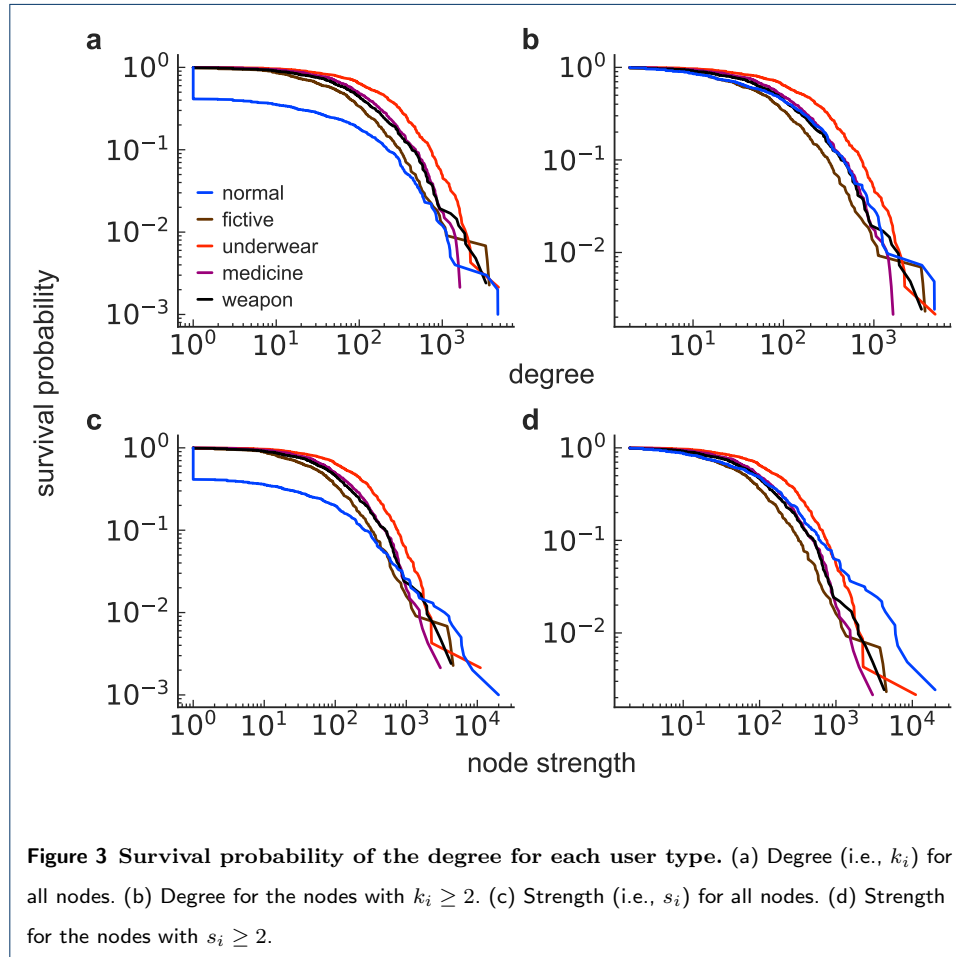 a
b
10^0
10^-1
10^-2
10^-3
normal
fictive
underwear
medicine
weapon
10^0 10^1 10^2 10^3
10^0
10^-1
10^-2
10^1 10^2 10^3
degree
survival probability
c
d
10^0
10^-1
10^-2
10^-3
10^0 10^1 10^2 10^3 10^4
10^0
10^-1
10^-2
10^1 10^2 10^3 10^4
node strength
Figure 3 Survival probability of the degree for each user type. (a) Degree (i.e., k_i) for
all nodes. (b) Degree for the nodes with k_i ≥ 2. (c) Strength (i.e., s_i) for all nodes. (d) Strength
for the nodes with s_i ≥ 2.